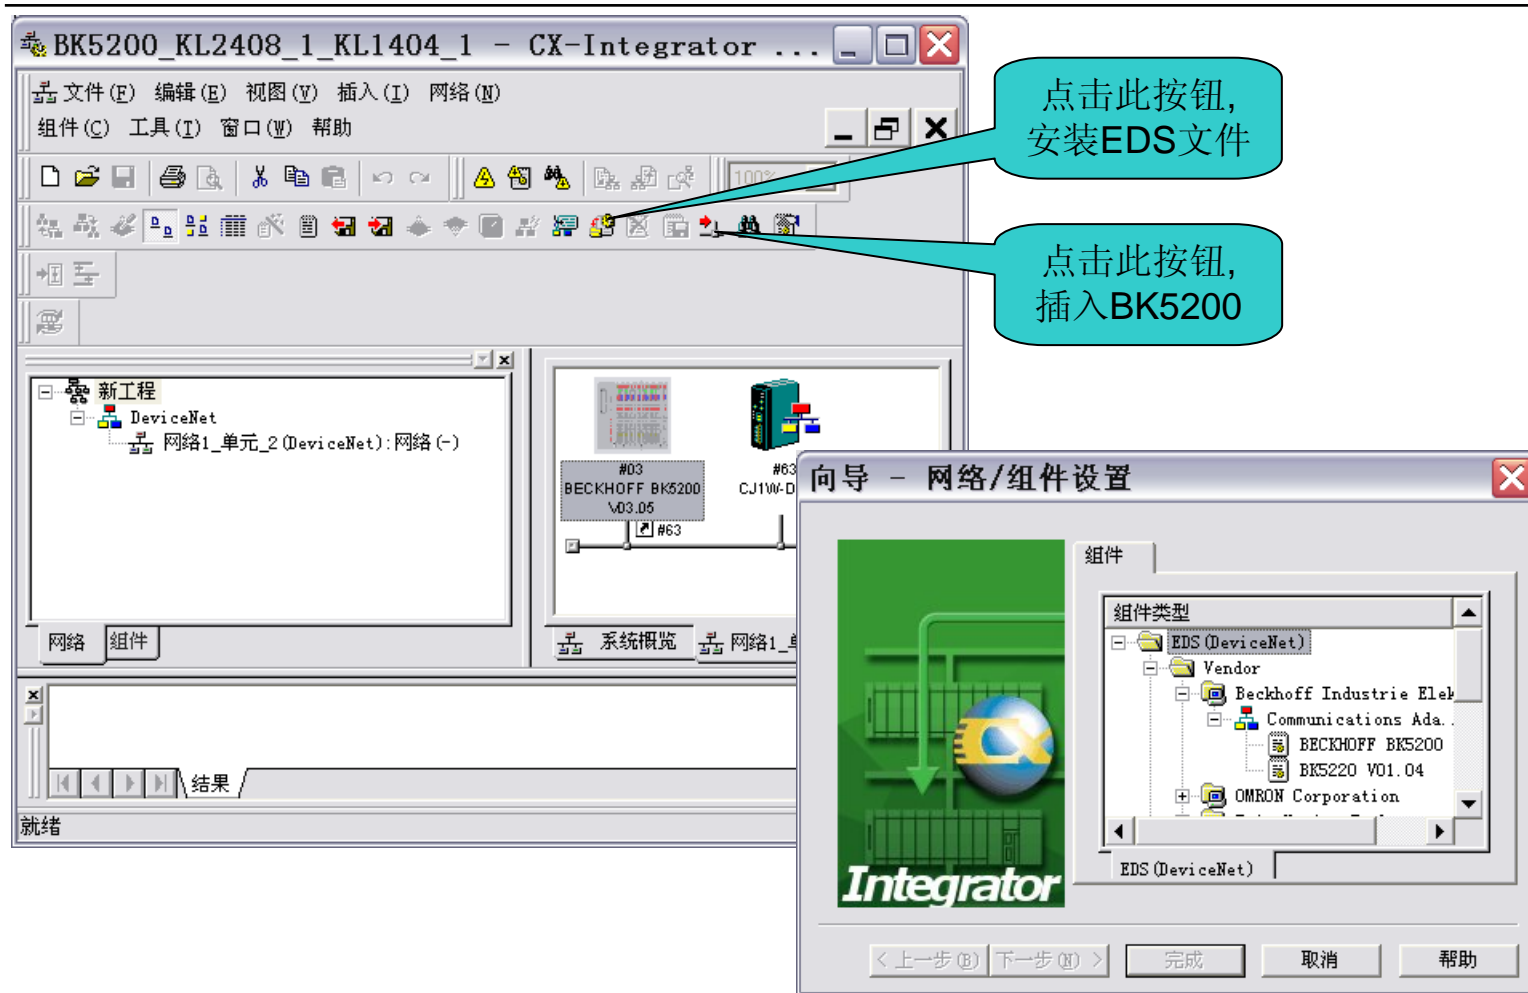 BK5200_KL2408_1_KL1404_1 - CX-Integrator ...
文件(F) 编辑(E) 视图(V) 插入(I) 网络(N)
组件(C) 工具(T) 窗口(W) 帮助
100%
点击此按钮,
安装EDS文件
点击此按钮,
插入BK5200
新工程
DeviceNet
网络1_单元_2(DeviceNet):网络(-)
网络 组件
#03
BECKHOFF BK5200
V03.05
#63
#63
CJ1W-D
系统概览 网络1_
结果
就绪
向导 - 网络/组件设置
组件
组件类型
EDS(DeviceNet)
Vendor
Beckhoff Industrie Elek
Communications Ada..
BECKHOFF BK5200
BK5220 V01.04
OMRON Corporation
EDS(DeviceNet)
Integrator
< 上一步(B) 下一步(N) > 完成 取消 帮助